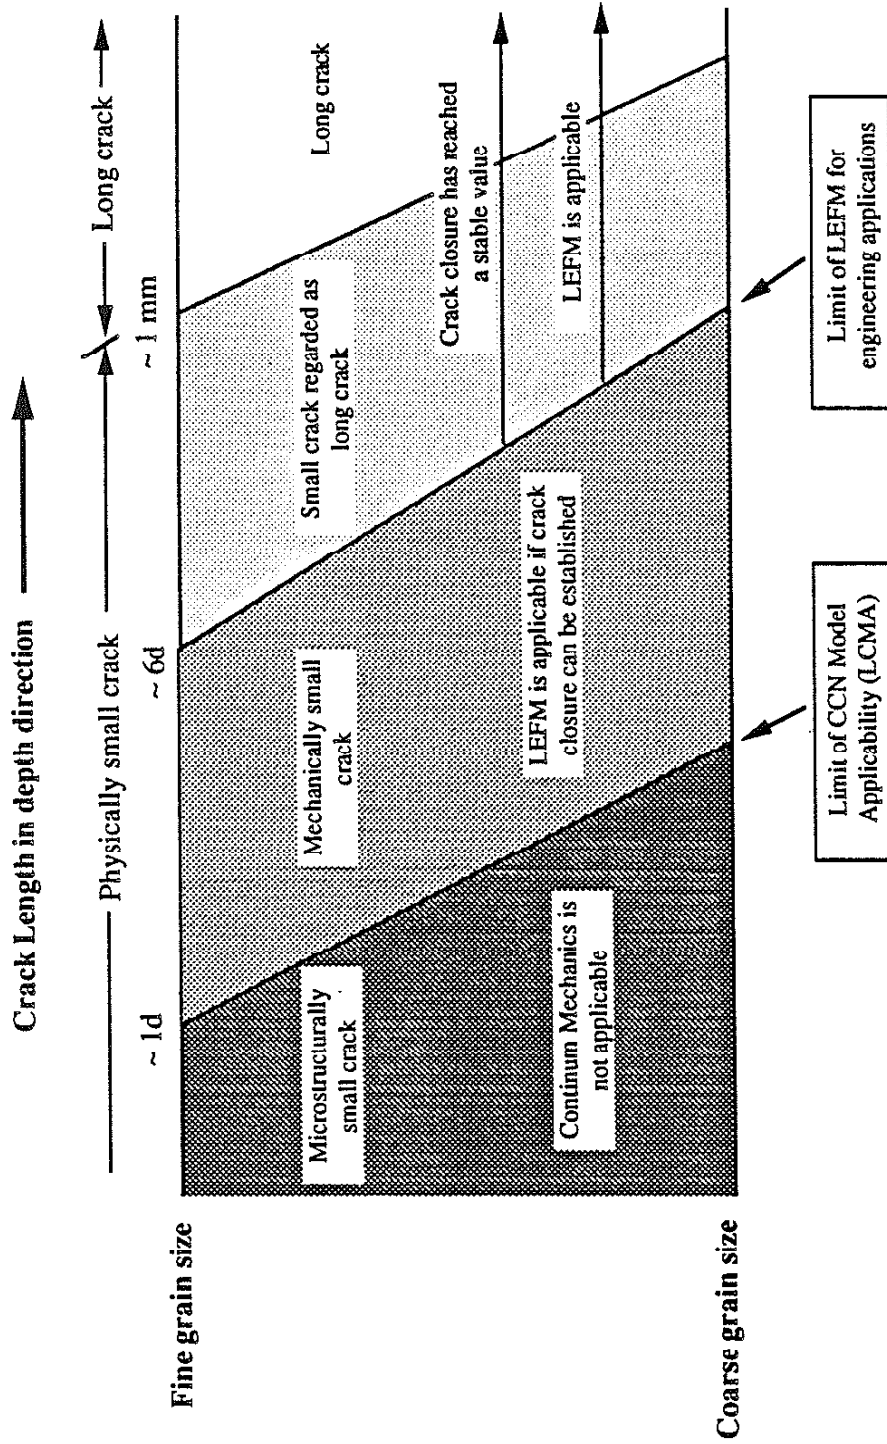 Crack Length in depth direction
Physically small crack
Long crack
~ 1d
~ 6d
~ 1 mm
Fine grain size
Microstructurally
small crack
Mechanically small
crack
Small crack regarded as
long crack
Long crack
Crack closure has reached
a stable value
Continum Mechanics is
not applicable
LEFM is applicable if crack
closure can be established
LEFM is applicable
Coarse grain size
Limit of CCN Model
Applicability (LCMA)
Limit of LEFM for
engineering applications